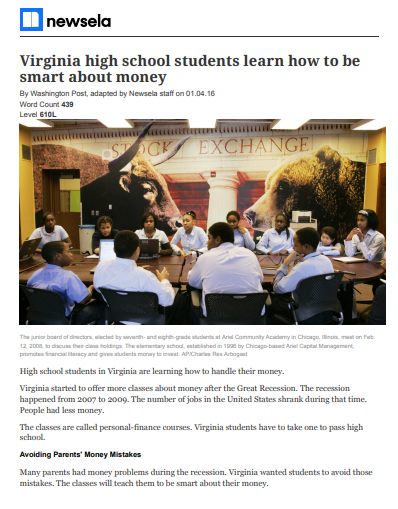 newsela
Virginia high school students learn how to be
smart about money
By Washington Post, adapted by Newsela staff on 01.04.16
Word Count 439
Level 610L
STOCK EXCHANGE
The junior board of directors, elected by seventh- and eighth-grade students at Ariel Community Academy in Chicago, Illinois, meet on Feb.
12, 2008, to discuss their class holdings. The elementary school, established in 1996 by Chicago-based Ariel Capital Management,
promotes financial literacy and gives students money to invest. AP/Charles Rex Arbogast
High school students in Virginia are learning how to handle their money.
Virginia started to offer more classes about money after the Great Recession. The recession
happened from 2007 to 2009. The number of jobs in the United States shrank during that time.
People had less money.
The classes are called personal-finance courses. Virginia students have to take one to pass high
school.
Avoiding Parents' Money Mistakes
Many parents had money problems during the recession. Virginia wanted students to avoid those
mistakes. The classes will teach them to be smart about their money.